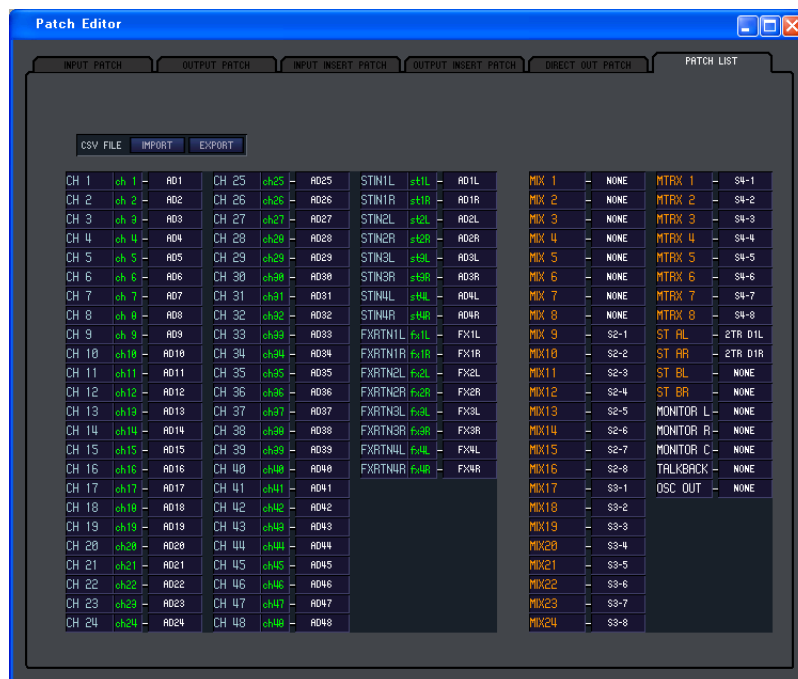 Patch Editor
INPUT PATCH OUTPUT PATCH INPUT INSERT PATCH OUTPUT INSERT PATCH DIRECT OUT PATCH PATCH LIST
CSV FILE IMPORT EXPORT
CH 1 ch 1 - AD1 CH 25 ch25 - AD25 STIN1L st1L - AD1L MIX 1 - NONE MTRX 1 - S4-1
CH 2 ch 2 - AD2 CH 26 ch26 - AD26 STIN1R st1R - AD1R MIX 2 - NONE MTRX 2 - S4-2
CH 3 ch 3 - AD3 CH 27 ch27 - AD27 STIN2L st2L - AD2L MIX 3 - NONE MTRX 3 - S4-3
CH 4 ch 4 - AD4 CH 28 ch28 - AD28 STIN2R st2R - AD2R MIX 4 - NONE MTRX 4 - S4-4
CH 5 ch 5 - AD5 CH 29 ch29 - AD29 STIN3L st3L - AD3L MIX 5 - NONE MTRX 5 - S4-5
CH 6 ch 6 - AD6 CH 30 ch30 - AD30 STIN3R st3R - AD3R MIX 6 - NONE MTRX 6 - S4-6
CH 7 ch 7 - AD7 CH 31 ch31 - AD31 STIN4L st4L - AD4L MIX 7 - NONE MTRX 7 - S4-7
CH 8 ch 8 - AD8 CH 32 ch32 - AD32 STIN4R st4R - AD4R MIX 8 - NONE MTRX 8 - S4-8
CH 9 ch 9 - AD9 CH 33 ch33 - AD33 FXRTN1L fx1L - FX1L MIX 9 - S2-1 ST AL - 2TR D1L
CH 10 ch10 - AD10 CH 34 ch34 - AD34 FXRTN1R fx1R - FX1R MIX10 - S2-2 ST AR - 2TR D1R
CH 11 ch11 - AD11 CH 35 ch35 - AD35 FXRTN2L fx2L - FX2L MIX11 - S2-3 ST BL - NONE
CH 12 ch12 - AD12 CH 36 ch36 - AD36 FXRTN2R fx2R - FX2R MIX12 - S2-4 ST BR - NONE
CH 13 ch13 - AD13 CH 37 ch37 - AD37 FXRTN3L fx3L - FX3L MIX13 - S2-5 MONITOR L - NONE
CH 14 ch14 - AD14 CH 38 ch38 - AD38 FXRTN3R fx3R - FX3R MIX14 - S2-6 MONITOR R - NONE
CH 15 ch15 - AD15 CH 39 ch39 - AD39 FXRTN4L fx4L - FX4L MIX15 - S2-7 MONITOR C - NONE
CH 16 ch16 - AD16 CH 40 ch40 - AD40 FXRTN4R fx4R - FX4R MIX16 - S2-8 TALKBACK - NONE
CH 17 ch17 - AD17 CH 41 ch41 - AD41 MIX17 - S3-1 OSC OUT - NONE
CH 18 ch18 - AD18 CH 42 ch42 - AD42 MIX18 - S3-2
CH 19 ch19 - AD19 CH 43 ch43 - AD43 MIX19 - S3-3
CH 20 ch20 - AD20 CH 44 ch44 - AD44 MIX20 - S3-4
CH 21 ch21 - AD21 CH 45 ch45 - AD45 MIX21 - S3-5
CH 22 ch22 - AD22 CH 46 ch46 - AD46 MIX22 - S3-6
CH 23 ch23 - AD23 CH 47 ch47 - AD47 MIX23 - S3-7
CH 24 ch24 - AD24 CH 48 ch48 - AD48 MIX24 - S3-8